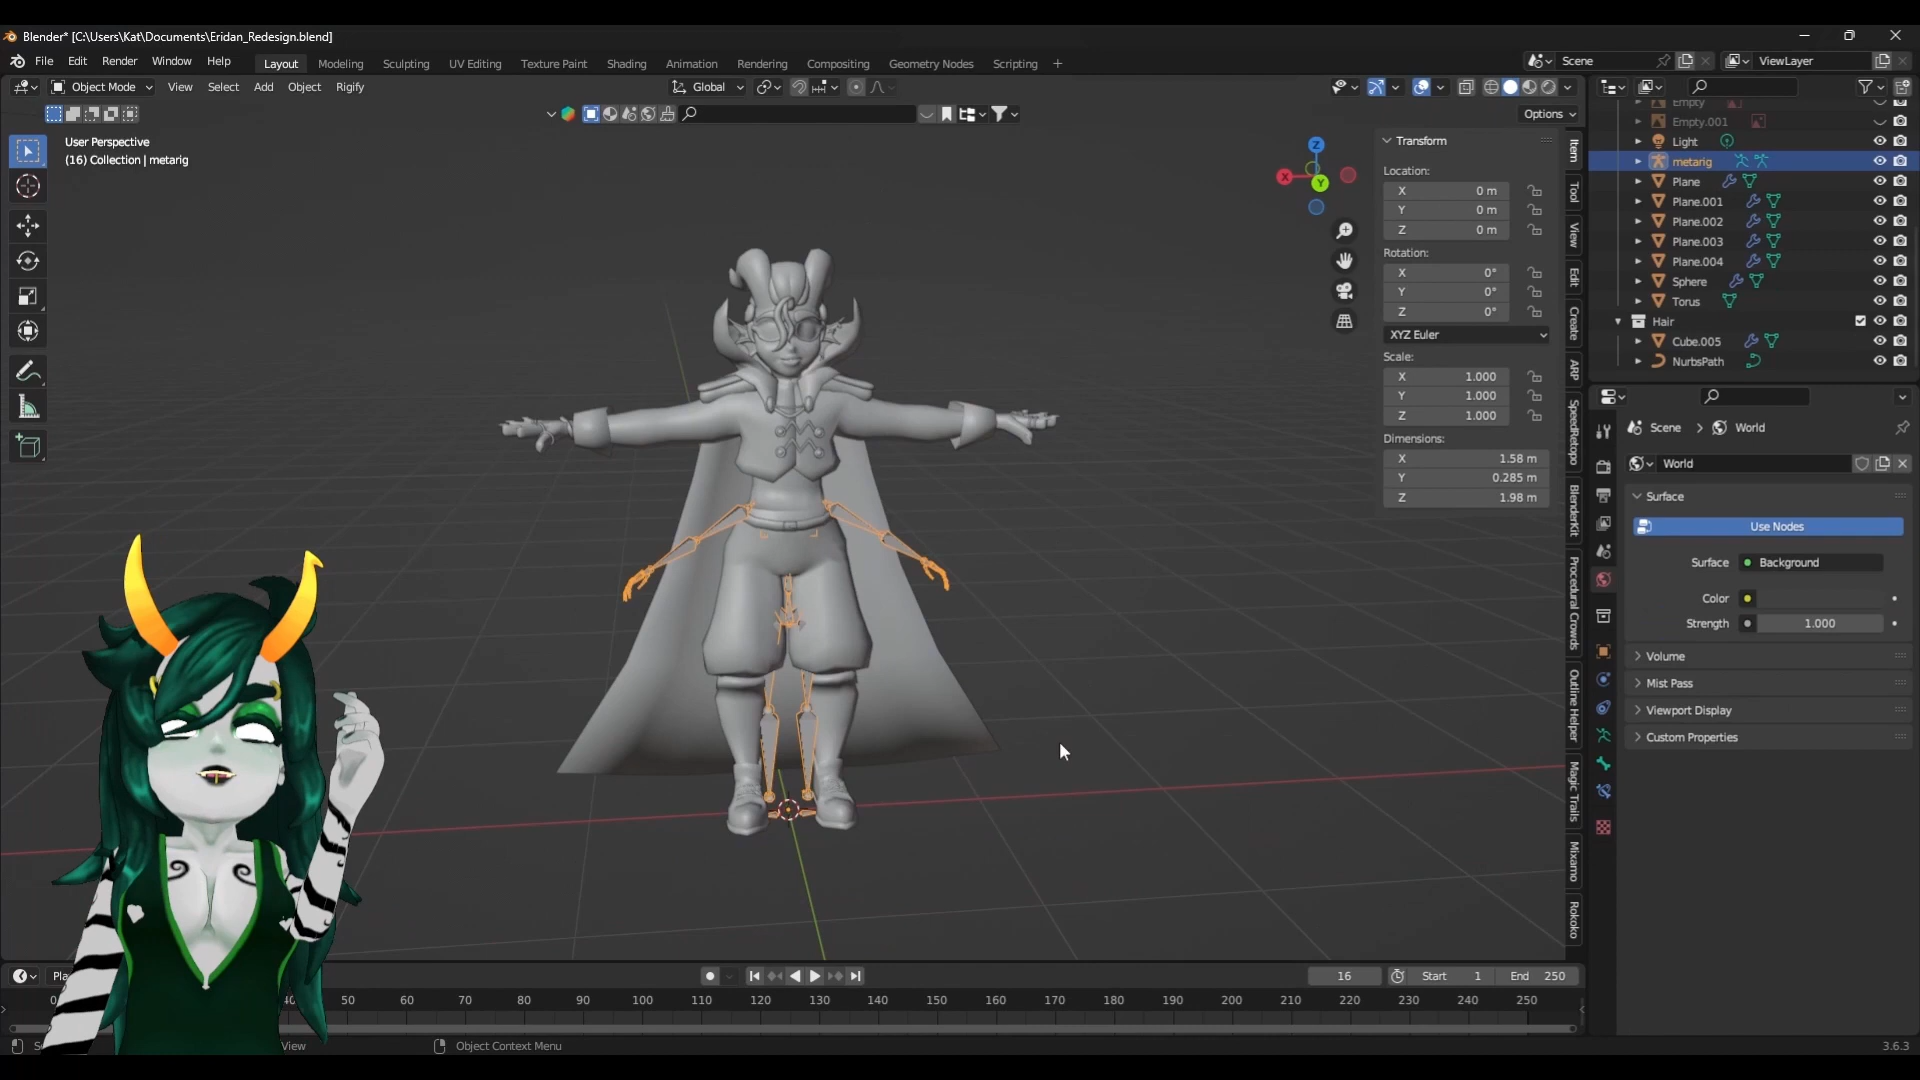 Blender* [C:\Users\Kat\Documents\Eridan_Redesign.blend]
File Edit Render Window Help Layout Modeling Sculpting UV Editing Texture Paint Shading Animation Rendering Compositing Geometry Nodes Scripting + Scene ViewLayer
Object Mode View Select Add Object Rigify Global
Options
User Perspective
(16) Collection | metarig
Z
X
Y
Transform
Location:
X 0 m
Y 0 m
Z 0 m
Rotation:
X 0°
Y 0°
Z 0°
XYZ Euler
Scale:
X 1.000
Y 1.000
Z 1.000
Dimensions:
X 1.58 m
Y 0.285 m
Z 1.98 m
Item
Tool
View
Edit
Create
ARP
SpeedRetopo
BlenderKit
Procedural Crowds
Outline Helper
Magic Trails
Mixamo
Rokoko
Empty
Empty.001
Light
metarig
Plane
Plane.001
Plane.002
Plane.003
Plane.004
Sphere
Torus
Hair
Cube.005
NurbsPath
Scene > World
World
Surface
Use Nodes
Surface Background
Color
Strength 1.000
Volume
Mist Pass
Viewport Display
Custom Properties
16 Start 1 End 250
50 60 70 80 90 100 110 120 130 140 150 160 170 180 190 200 210 220 230 240 250
View Object Context Menu 3.6.3